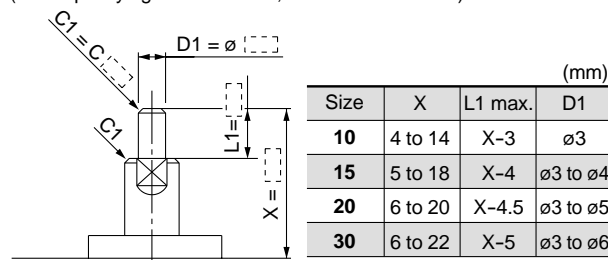 C1 = C
D1 = ø
L1=
C1
X =
(mm)
Size X L1 max. D1
10 4 to 14 X-3 ø3
15 5 to 18 X-4 ø3 to ø4
20 6 to 20 X-4.5 ø3 to ø5
30 6 to 22 X-5 ø3 to ø6